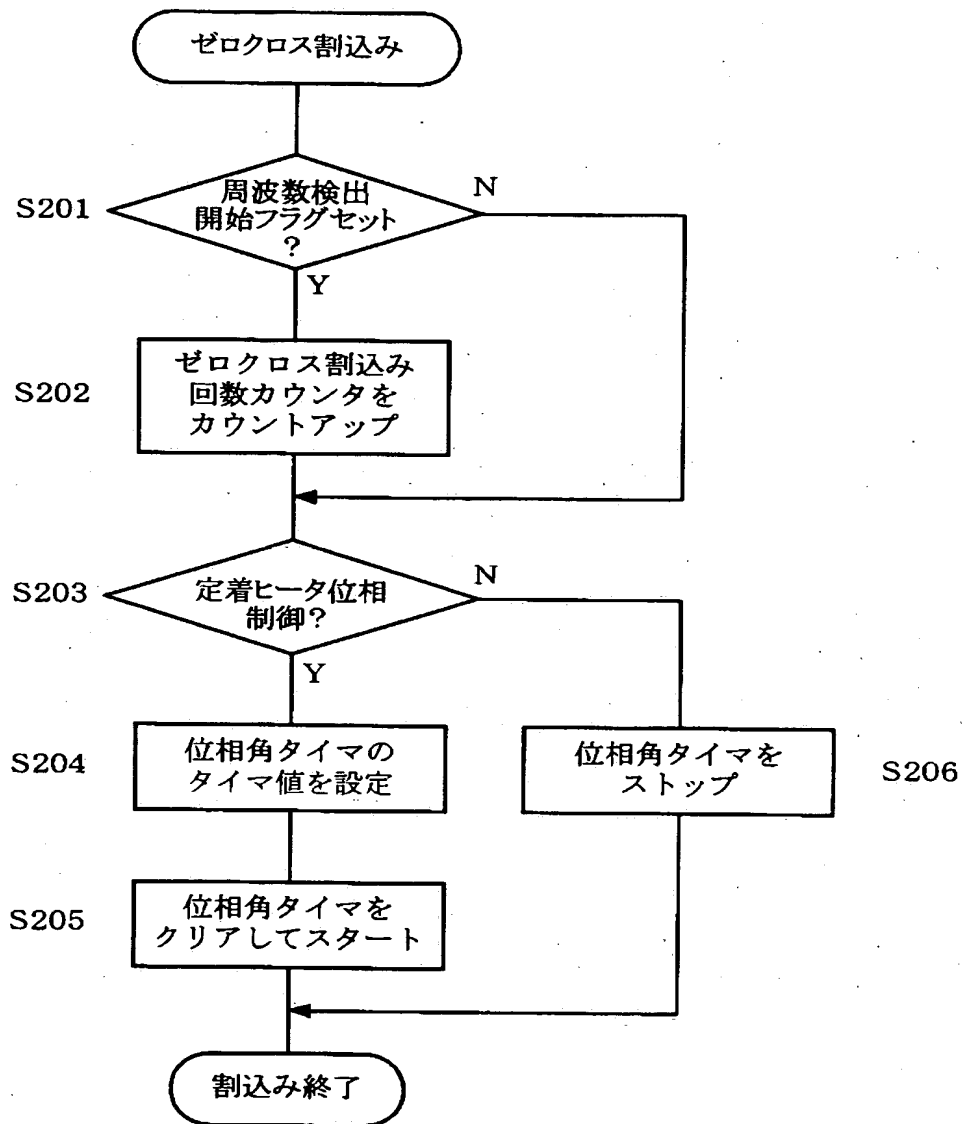 ゼロクロス割込み
S201
周波数検出
開始フラグセット
?
N
Y
S202
ゼロクロス割込み
回数カウンタを
カウントアップ
S203
定着ヒータ位相
制御?
N
Y
S204
位相角タイマの
タイマ値を設定
位相角タイマを
ストップ
S206
S205
位相角タイマを
クリアしてスタート
割込み終了